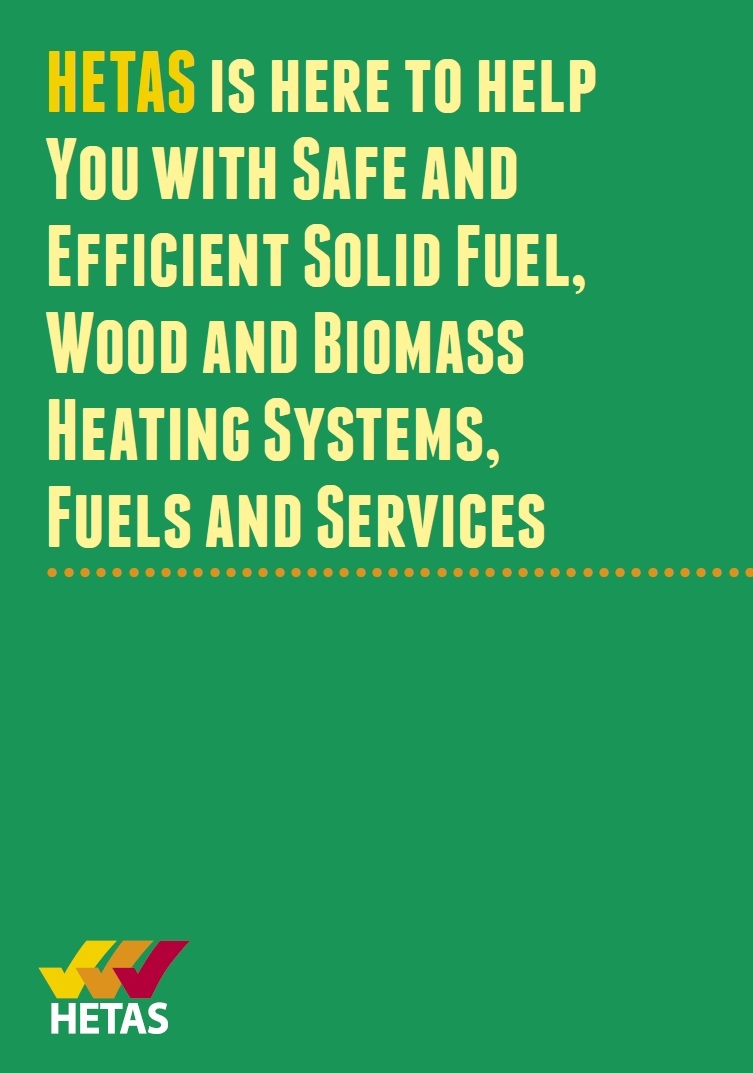 HETAS IS HERE TO HELP
YOU WITH SAFE AND
EFFICIENT SOLID FUEL,
WOOD AND BIOMASS
HEATING SYSTEMS,
FUELS AND SERVICES
HETAS